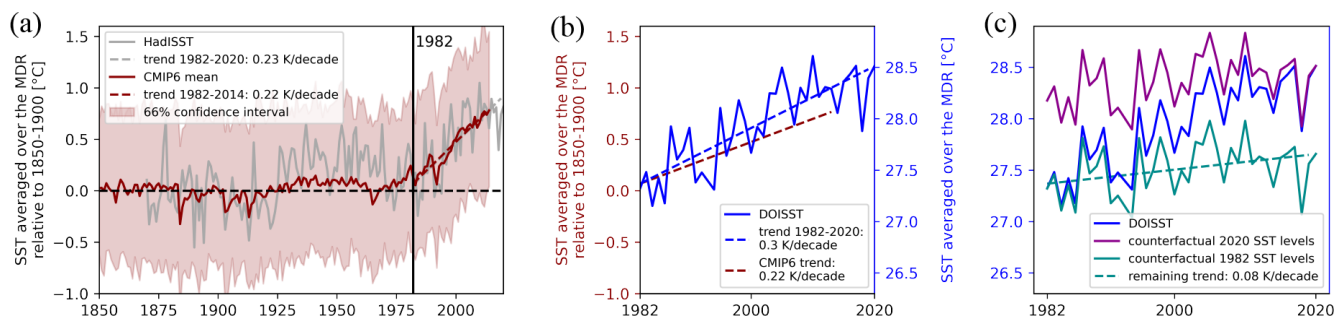 (a)
SST averaged over the MDR
relative to 1850-1900 [°C]
1.5
1.0
0.5
0.0
−0.5
−1.0
HadISST
trend 1982-2020: 0.23 K/decade
CMIP6 mean
trend 1982-2014: 0.22 K/decade
66% confidence interval
1982
1850
1875
1900
1925
1950
1975
2000
(b)
SST averaged over the MDR
relative to 1850-1900 [°C]
1.5
1.0
0.5
0.0
−0.5
−1.0
DOISST
trend 1982-2020:
0.3 K/decade
CMIP6 trend:
0.22 K/decade
1982
2000
2020
28.5
28.0
27.5
27.0
26.5
SST averaged over the MDR [°C]
(c)
28.5
28.0
27.5
27.0
26.5
DOISST
counterfactual 2020 SST levels
counterfactual 1982 SST levels
remaining trend: 0.08 K/decade
1982
2000
2020